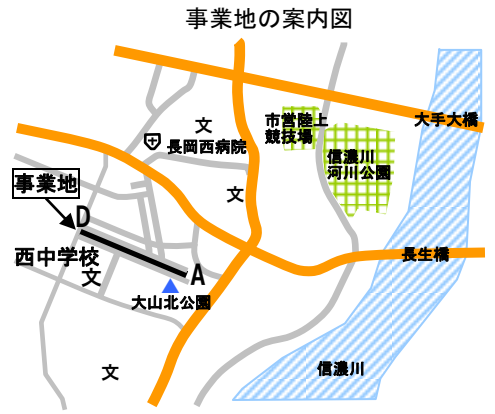 事業地の案内図
大手大橋
市営陸上
競技場
文
長岡西病院
信濃川
河川公園
事業地
文
D
西中学校
文
A
長生橋
大山北公園
信濃川
文